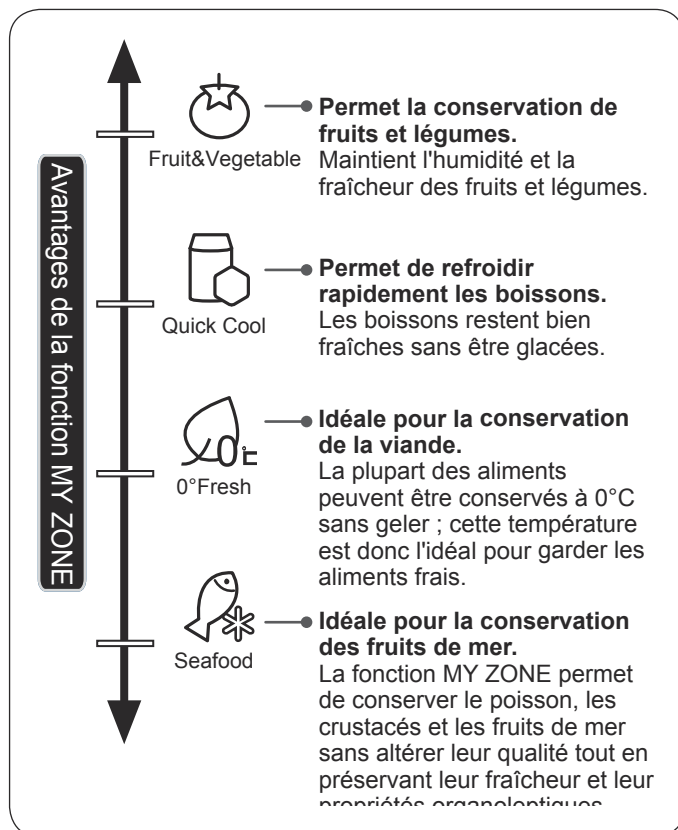 Avantages de la fonction MY ZONE
Fruit&Vegetable
Permet la conservation de
fruits et légumes.
Maintient l'humidité et la
fraîcheur des fruits et légumes.
Quick Cool
Permet de refroidir
rapidement les boissons.
Les boissons restent bien
fraîches sans être glacées.
0°Fresh
Idéale pour la conservation
de la viande.
La plupart des aliments
peuvent être conservés à 0°C
sans geler ; cette température
est donc l'idéal pour garder les
aliments frais.
Seafood
Idéale pour la conservation
des fruits de mer.
La fonction MY ZONE permet
de conserver le poisson, les
crustacés et les fruits de mer
sans altérer leur qualité tout en
préservant leur fraîcheur et leur
propriétés organoleptiques